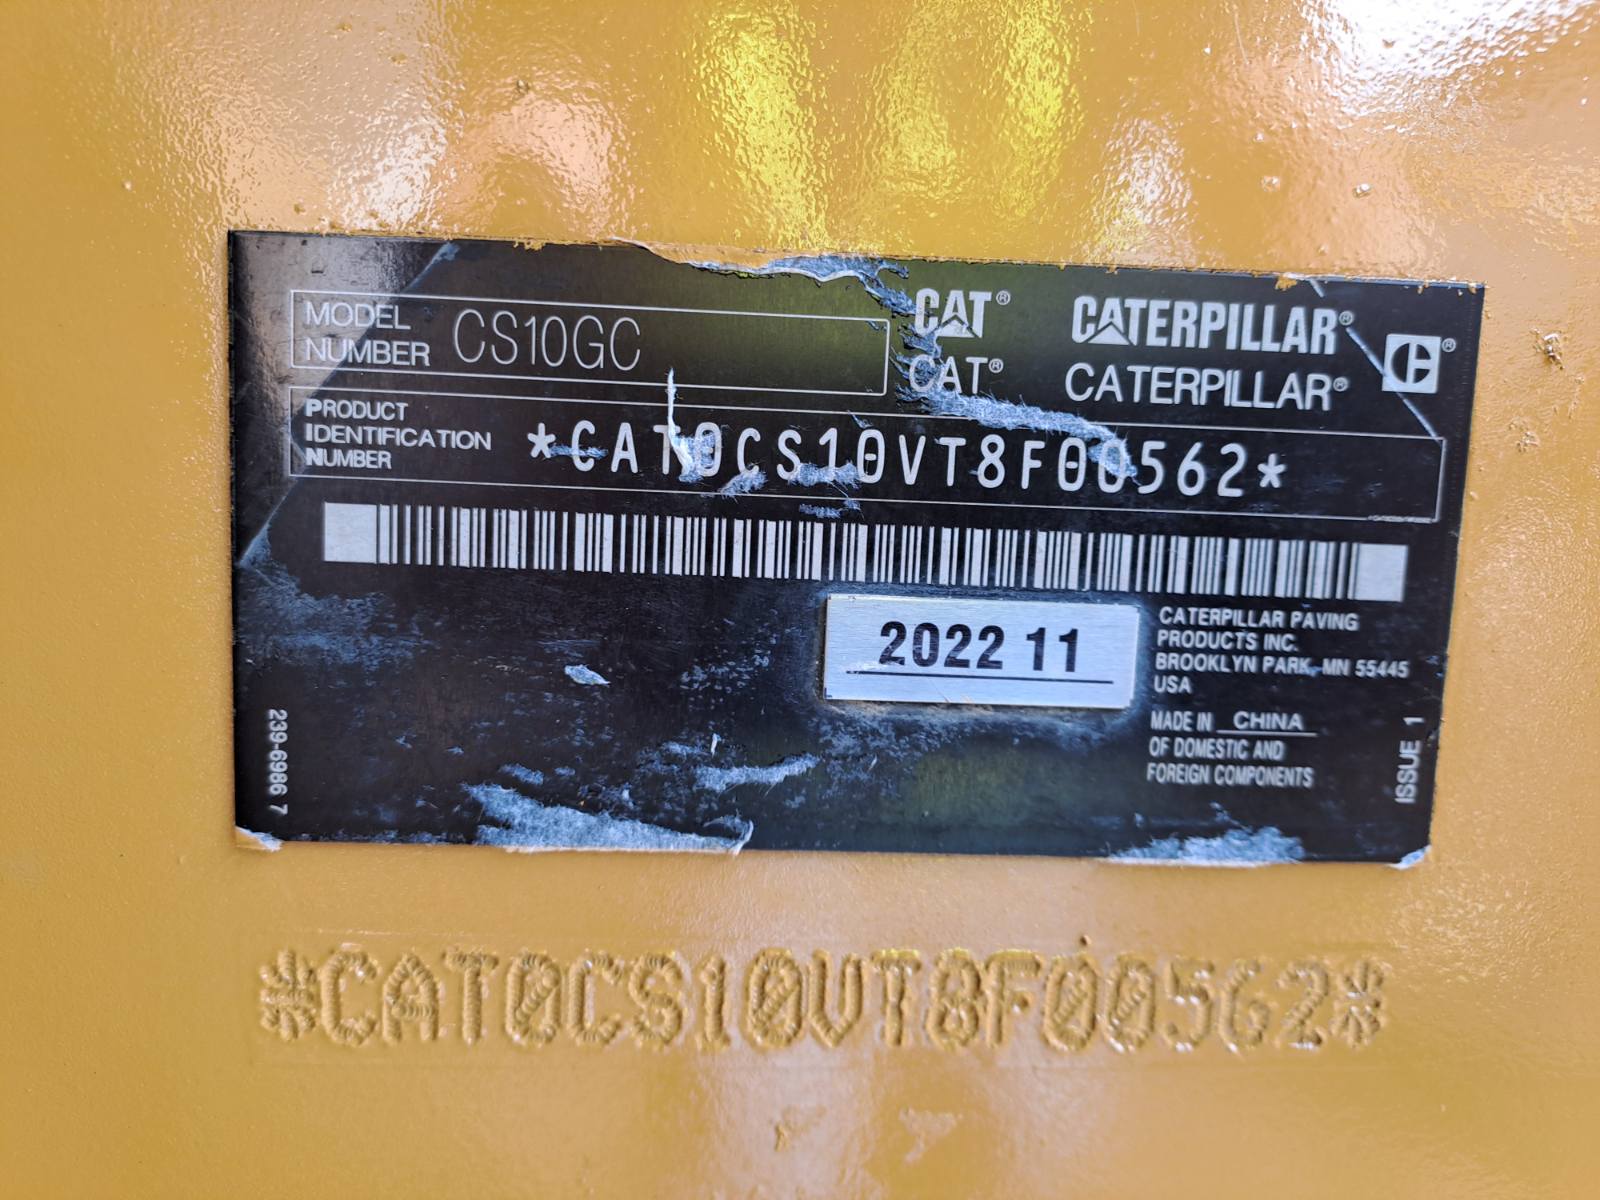 MODEL NUMBER CS10GC
CAT® CATERPILLAR®
CAT® CATERPILLAR®
PRODUCT IDENTIFICATION NUMBER *CAT0CS10VT8F00562*
2022 11
CATERPILLAR PAVING
PRODUCTS INC.
BROOKLYN PARK, MN 55445
USA
MADE IN CHINA
OF DOMESTIC AND
FOREIGN COMPONENTS
239-6986 7
ISSUE 1
*CAT0CS10VT8F00562*